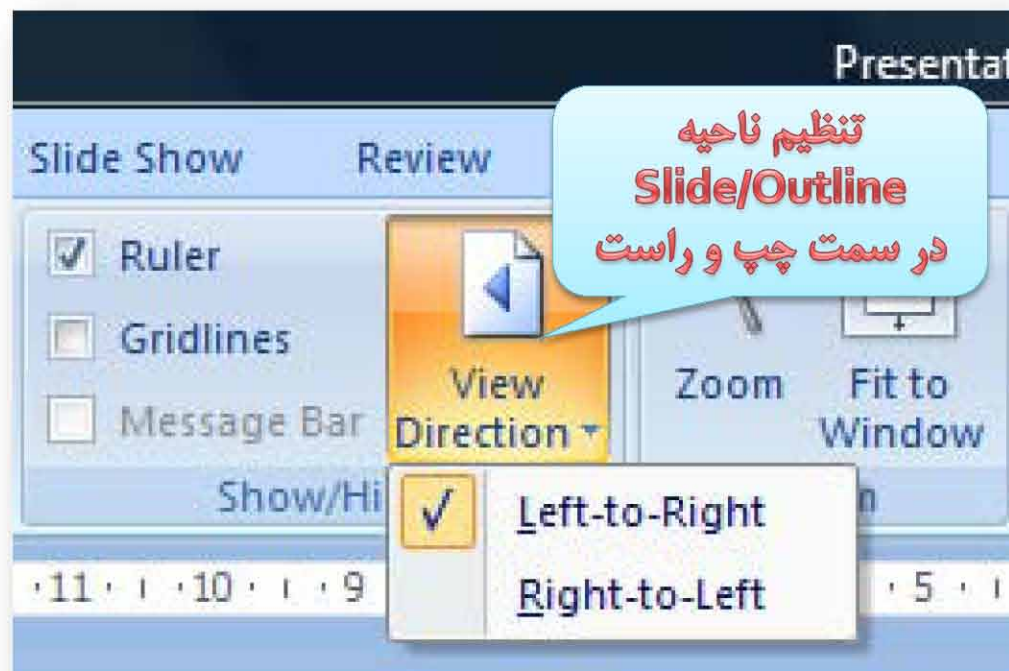 Presentat
Slide Show Review
تنظیم ناحیه
Slide/Outline
در سمت چپ و راست
Ruler
Gridlines
Message Bar
View
Direction
Zoom
Fit to
Window
Show/Hi
Left-to-Right
Right-to-Left
11 10 9 5